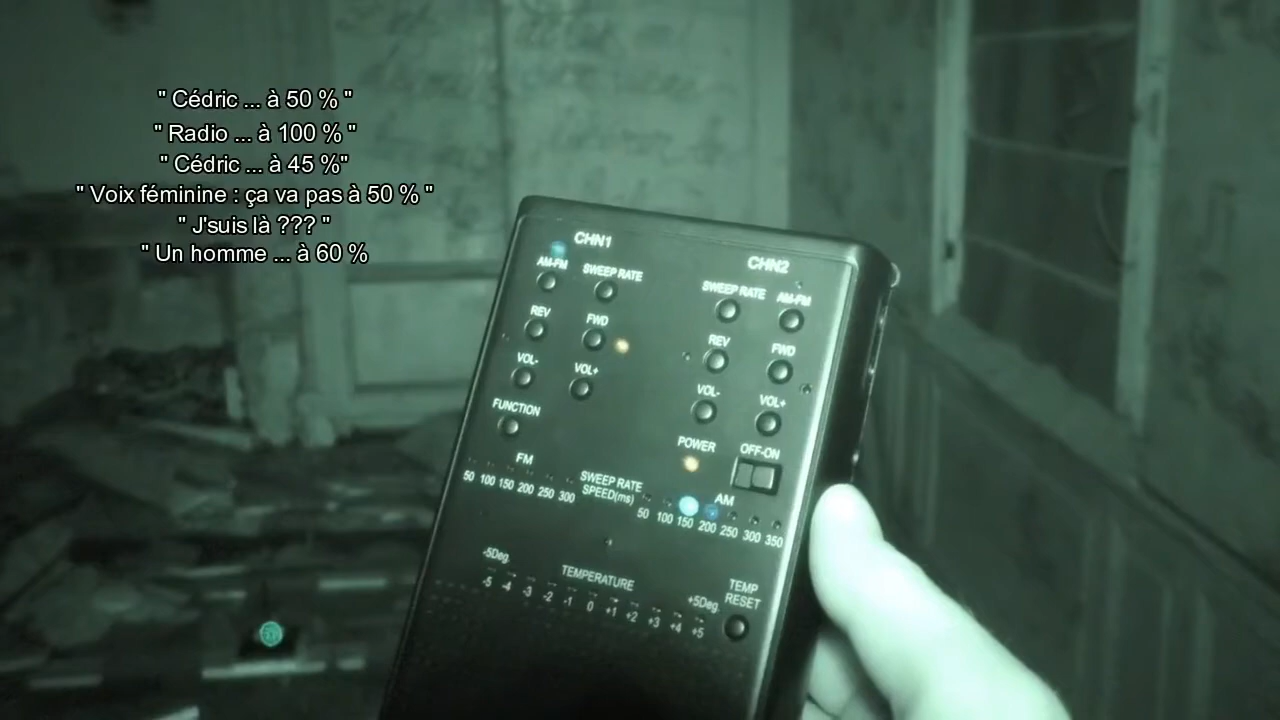 " Cédric ... à 50 % "
" Radio ... à 100 % "
" Cédric ... à 45 %"
" Voix féminine : ça va pas à 50 % "
" J'suis là ??? "
" Un homme ... à 60 %
CHN1
CHN2
AM-FM SWEEP RATE
SWEEP RATE AM-FM
REV FWD
REV FWD
VOL- VOL+
VOL- VOL+
FUNCTION
POWER OFF-ON
FM
SWEEP RATE
SPEED(ms)
AM
50 100 150 200 250 300
50 100 150 200 250 300 350
-5Deg.
TEMPERATURE
+5Deg.
TEMP
RESET
-5 -4 -3 -2 -1 0 +1 +2 +3 +4 +5